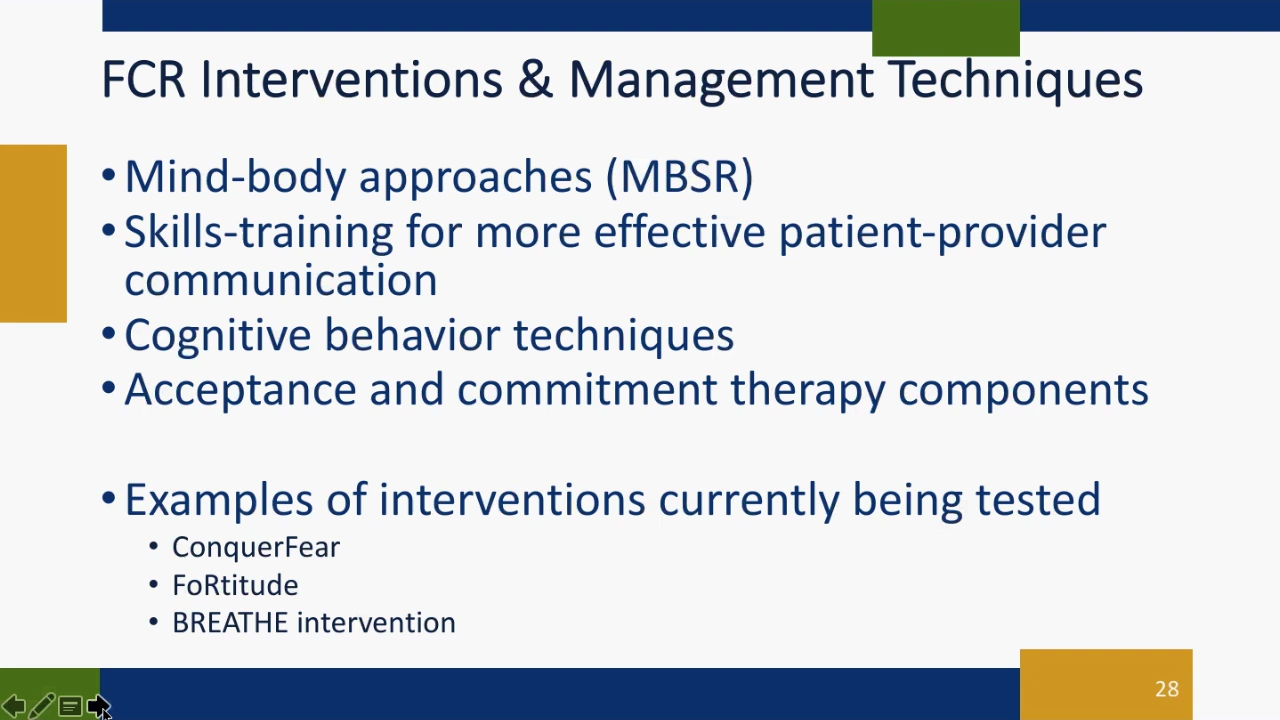 FCR Interventions & Management Techniques
• Mind-body approaches (MBSR)
• Skills-training for more effective patient-provider
communication
• Cognitive behavior techniques
• Acceptance and commitment therapy components
• Examples of interventions currently being tested
• ConquerFear
• FoRtitude
• BREATHE intervention
28